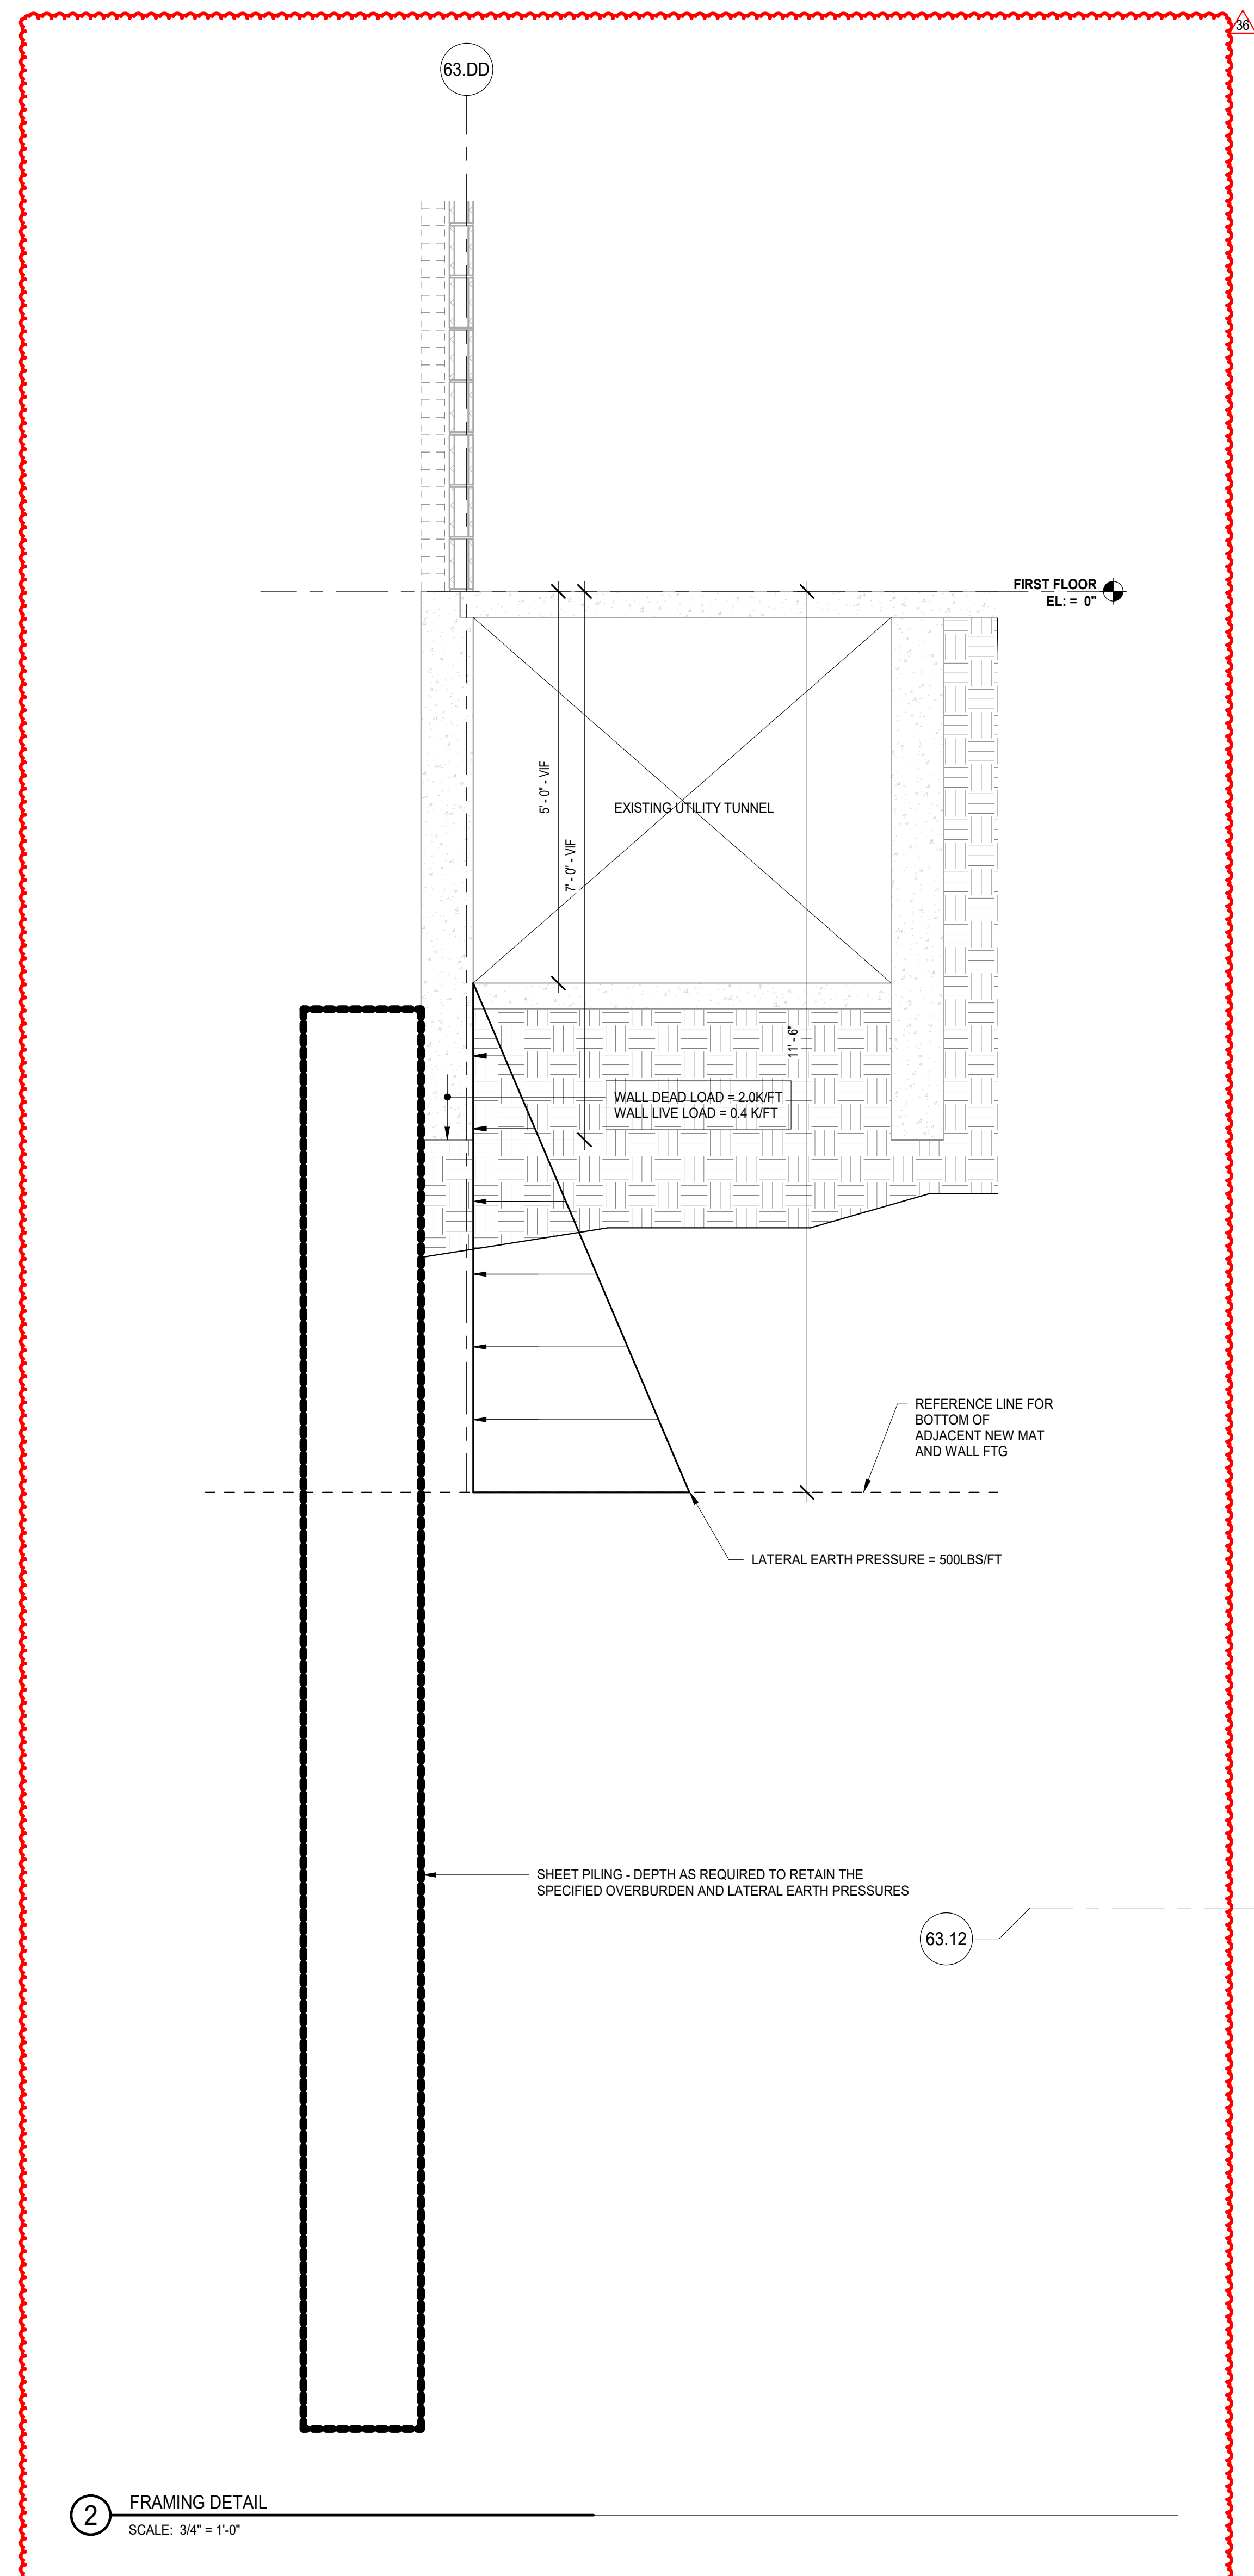 36
63.DD
FIRST FLOOR
EL: = 0"
5' - 0" - VIF
EXISTING UTILITY TUNNEL
7' - 0" - VIF
11' - 6"
WALL DEAD LOAD = 2.0K/FT
WALL LIVE LOAD = 0.4 K/FT
REFERENCE LINE FOR
BOTTOM OF
ADJACENT NEW MAT
AND WALL FTG
LATERAL EARTH PRESSURE = 500LBS/FT
SHEET PILING - DEPTH AS REQUIRED TO RETAIN THE
SPECIFIED OVERBURDEN AND LATERAL EARTH PRESSURES
63.12
2
FRAMING DETAIL
SCALE: 3/4" = 1'-0"